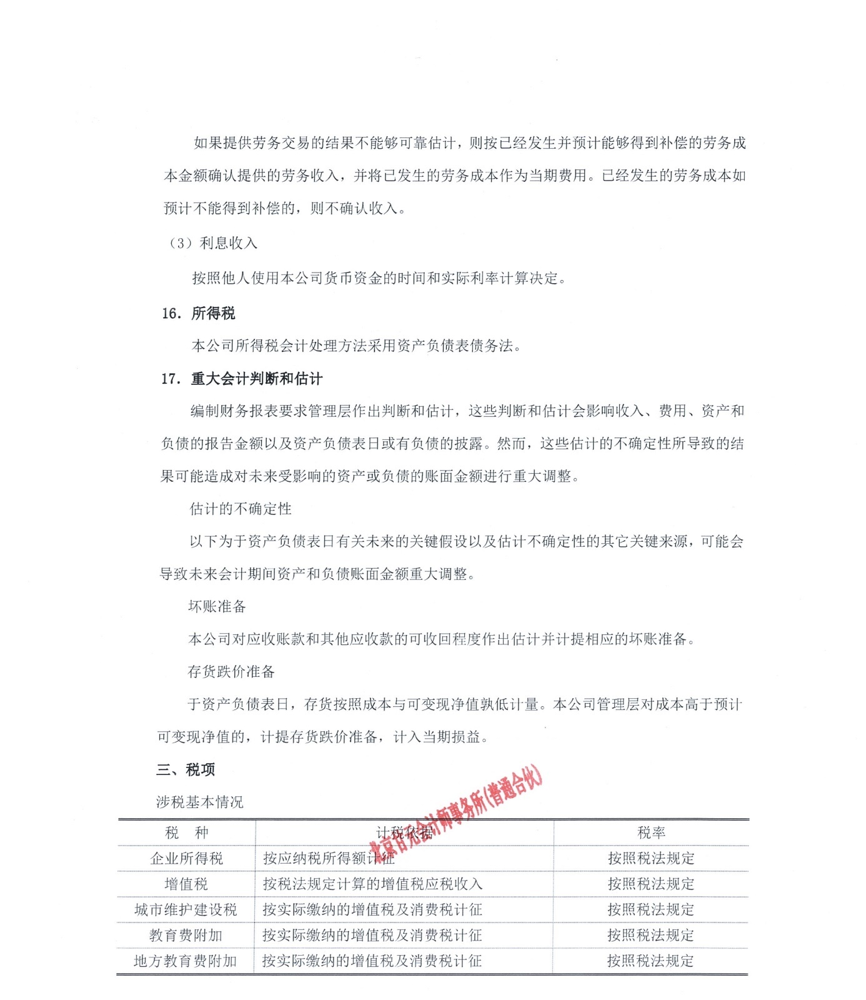 如果提供劳务交易的结果不能够可靠估计，则按已经发生并预计能够得到补偿的劳务成
本金额确认提供的劳务收入，并将已发生的劳务成本作为当期费用。已经发生的劳务成本如
预计不能得到补偿的，则不确认收入。
（3）利息收入
按照他人使用本公司货币资金的时间和实际利率计算决定。
16．所得税
本公司所得税会计处理方法采用资产负债表债务法。
17．重大会计判断和估计
编制财务报表要求管理层作出判断和估计，这些判断和估计会影响收入、费用、资产和
负债的报告金额以及资产负债表日或有负债的披露。然而，这些估计的不确定性所导致的结
果可能造成对未来受影响的资产或负债的账面金额进行重大调整。
估计的不确定性
以下为于资产负债表日有关未来的关键假设以及估计不确定性的其它关键来源，可能会
导致未来会计期间资产和负债账面金额重大调整。
坏账准备
本公司对应收账款和其他应收款的可收回程度作出估计并计提相应的坏账准备。
存货跌价准备
于资产负债表日，存货按照成本与可变现净值孰低计量。本公司管理层对成本高于预计
可变现净值的，计提存货跌价准备，计入当期损益。
三、税项
涉税基本情况
北京甘元会计师事务所(普通合伙)
税 种 计税依据 税率
企业所得税 按应纳税所得额计征 按照税法规定
增值税 按税法规定计算的增值税应税收入 按照税法规定
城市维护建设税 按实际缴纳的增值税及消费税计征 按照税法规定
教育费附加 按实际缴纳的增值税及消费税计征 按照税法规定
地方教育费附加 按实际缴纳的增值税及消费税计征 按照税法规定